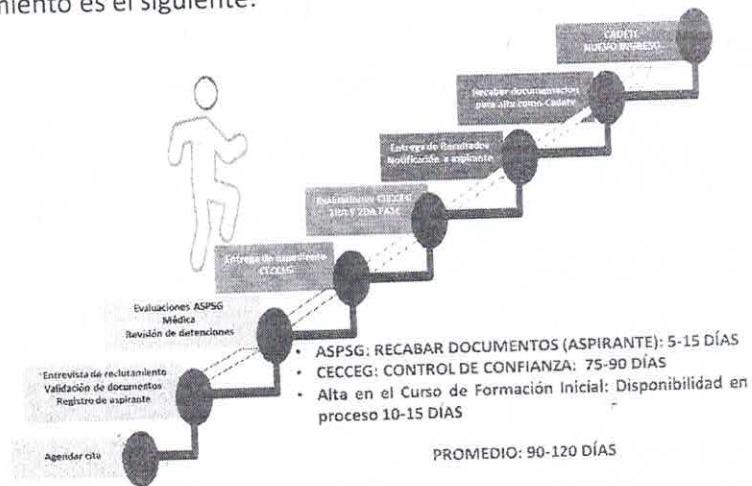 miento es el siguiente:
CADETE
NUEVO INGRESO
Recabar documentación
para alta como Cadete
Entrega de Resultados
Notificación a aspirante
Evaluaciones CECCEG
1RA Y 2DA FASE
Entrega de expediente
CECCEG
Evaluaciones ASPSG
Médica
Revisión de detenciones
Entrevista de reclutamiento
Validación de documentos
Registro de aspirante
Agendar cita
• ASPSG: RECABAR DOCUMENTOS (ASPIRANTE): 5-15 DÍAS
• CECCEG: CONTROL DE CONFIANZA: 75-90 DÍAS
• Alta en el Curso de Formación Inicial: Disponibilidad en
proceso 10-15 DÍAS
PROMEDIO: 90-120 DÍAS